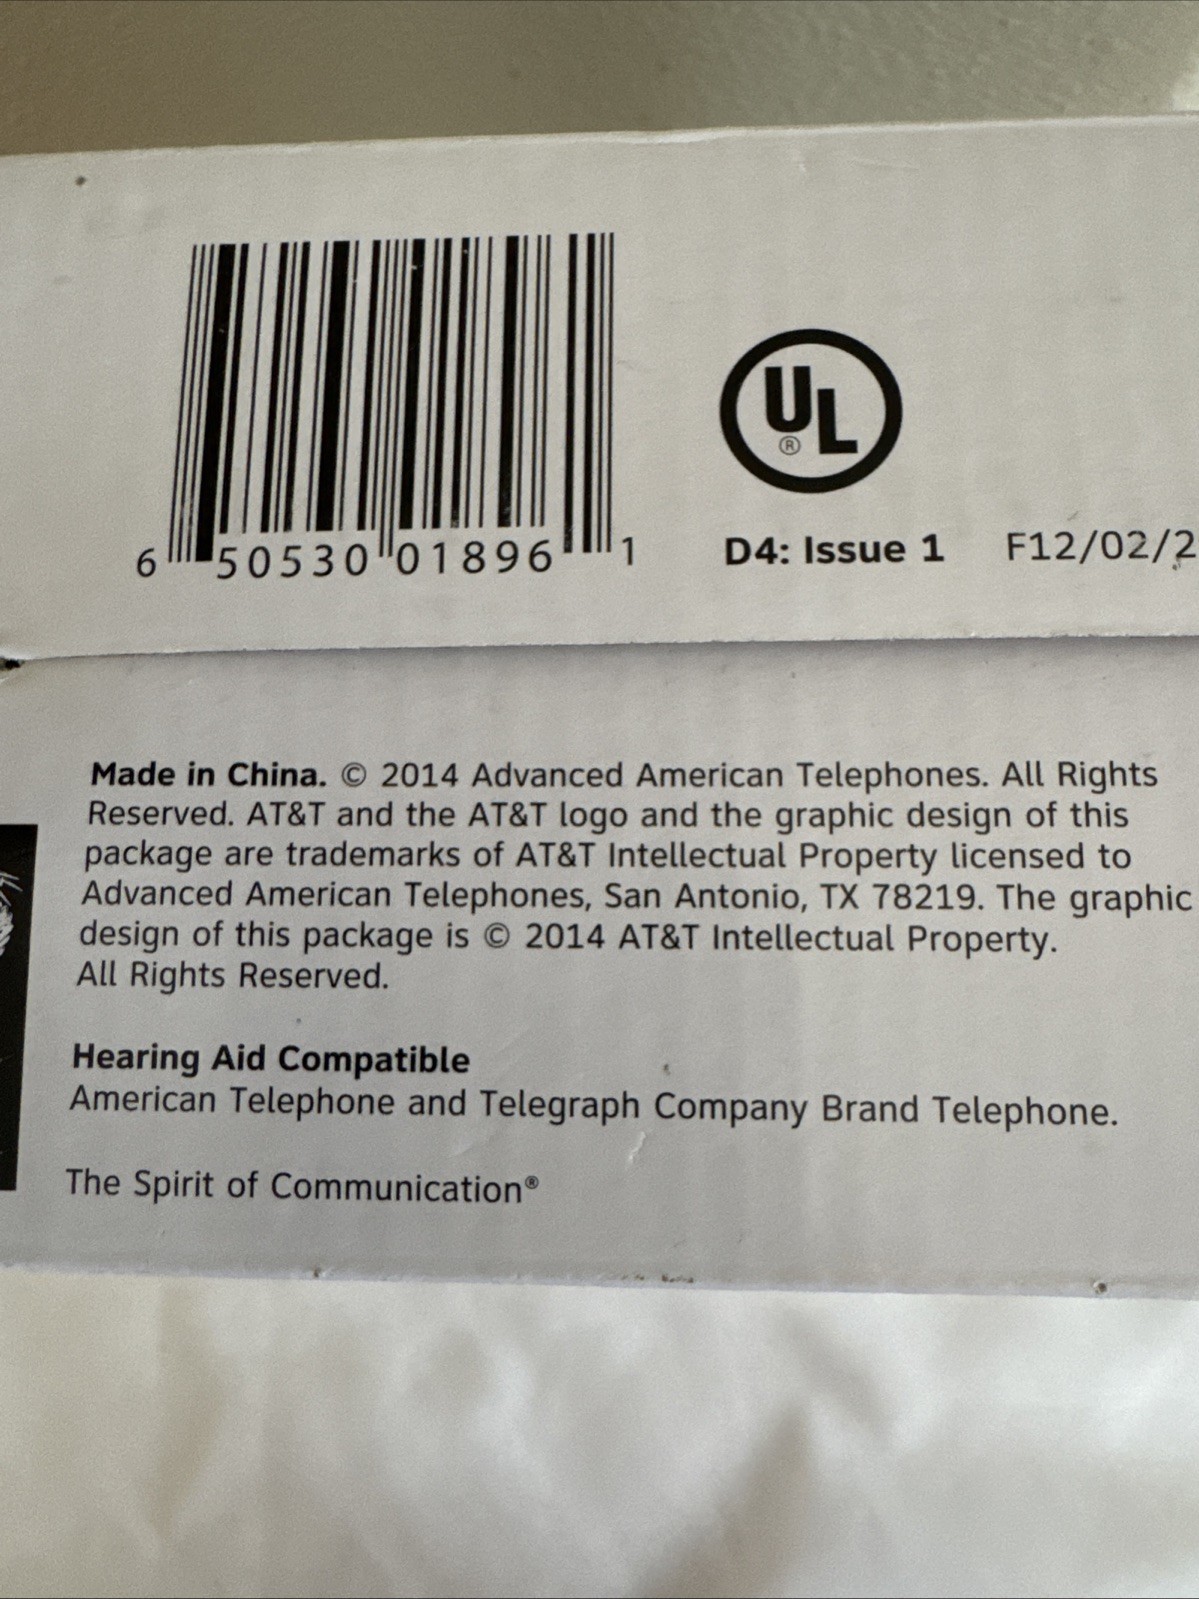 6 50530 01896 1
UL
®
D4: Issue 1 F12/02/2
Made in China. © 2014 Advanced American Telephones. All Rights
Reserved. AT&T and the AT&T logo and the graphic design of this
package are trademarks of AT&T Intellectual Property licensed to
Advanced American Telephones, San Antonio, TX 78219. The graphic
design of this package is © 2014 AT&T Intellectual Property.
All Rights Reserved.
Hearing Aid Compatible
American Telephone and Telegraph Company Brand Telephone.
The Spirit of Communication®